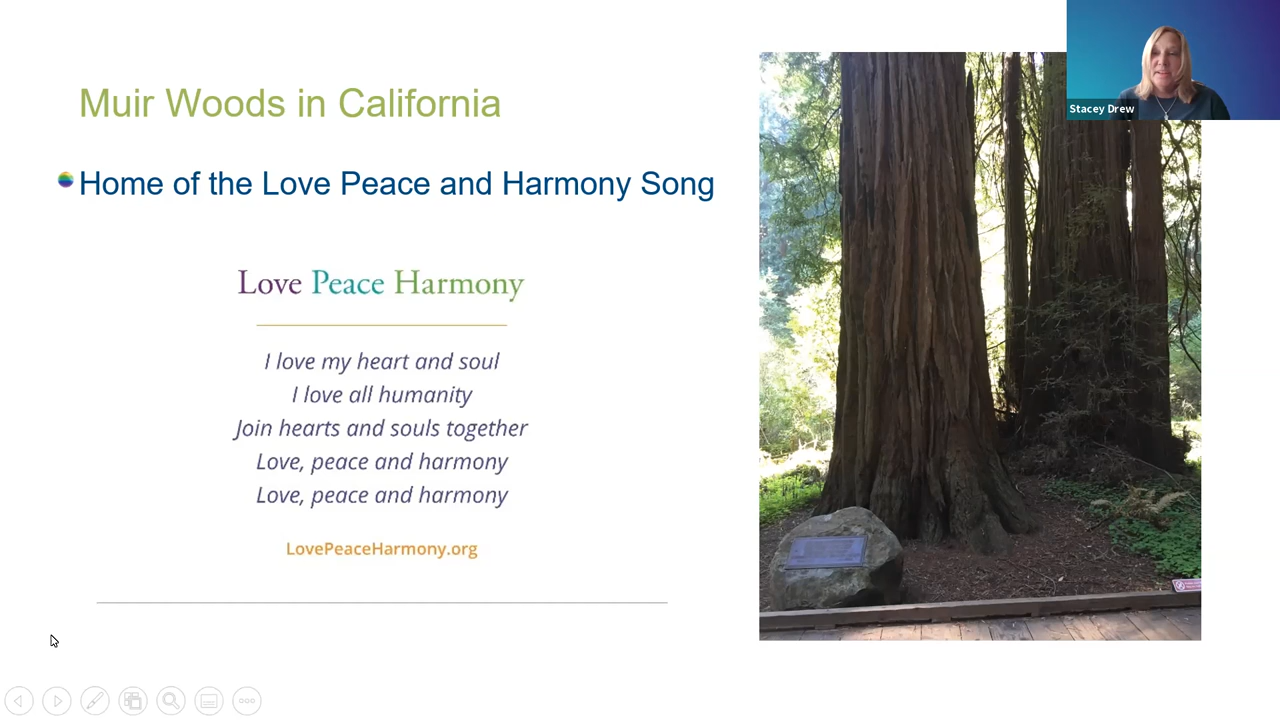 Muir Woods in California
Home of the Love Peace and Harmony Song
Love Peace Harmony
I love my heart and soul
I love all humanity
Join hearts and souls together
Love, peace and harmony
Love, peace and harmony
LovePeaceHarmony.org
Stacey Drew